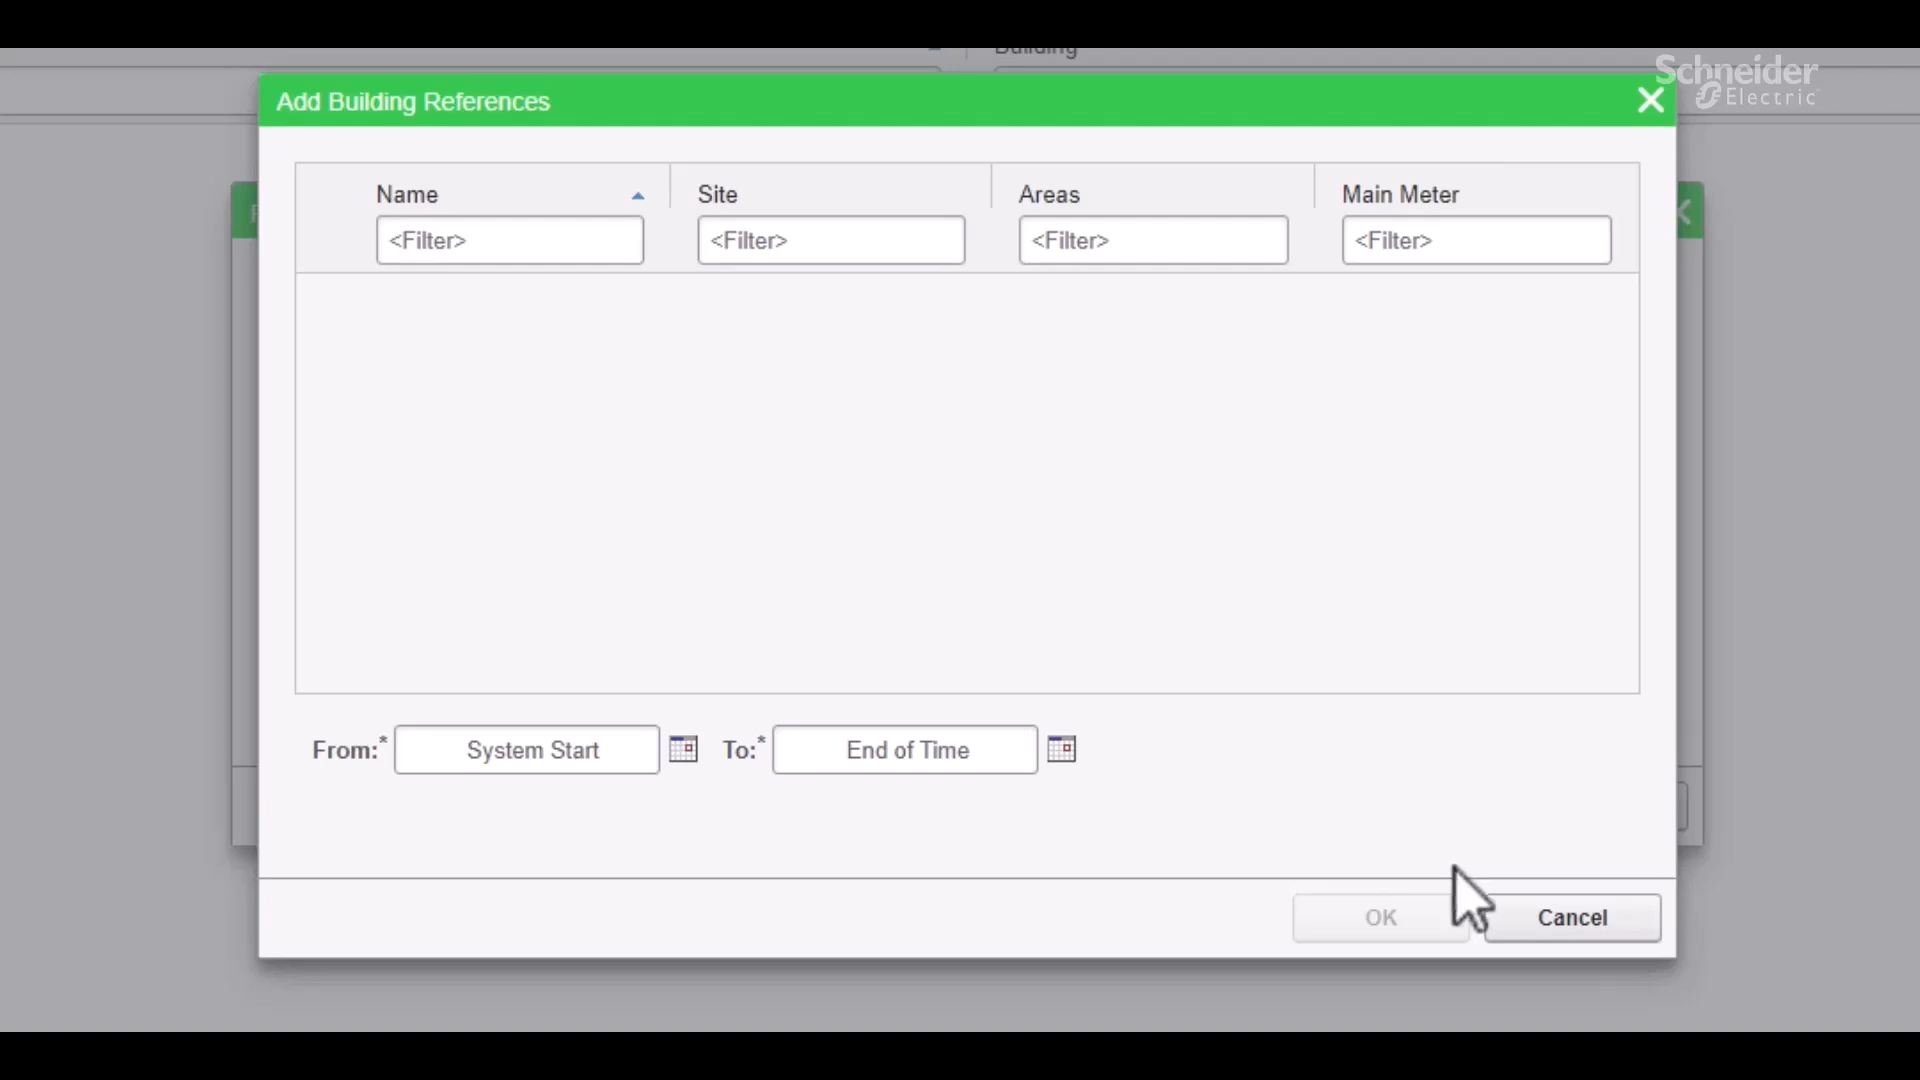 Building
Schneider
Electric
Add Building References
Name
Site
Areas
Main Meter
<Filter>
<Filter>
<Filter>
<Filter>
From:* System Start To:* End of Time
OK
Cancel